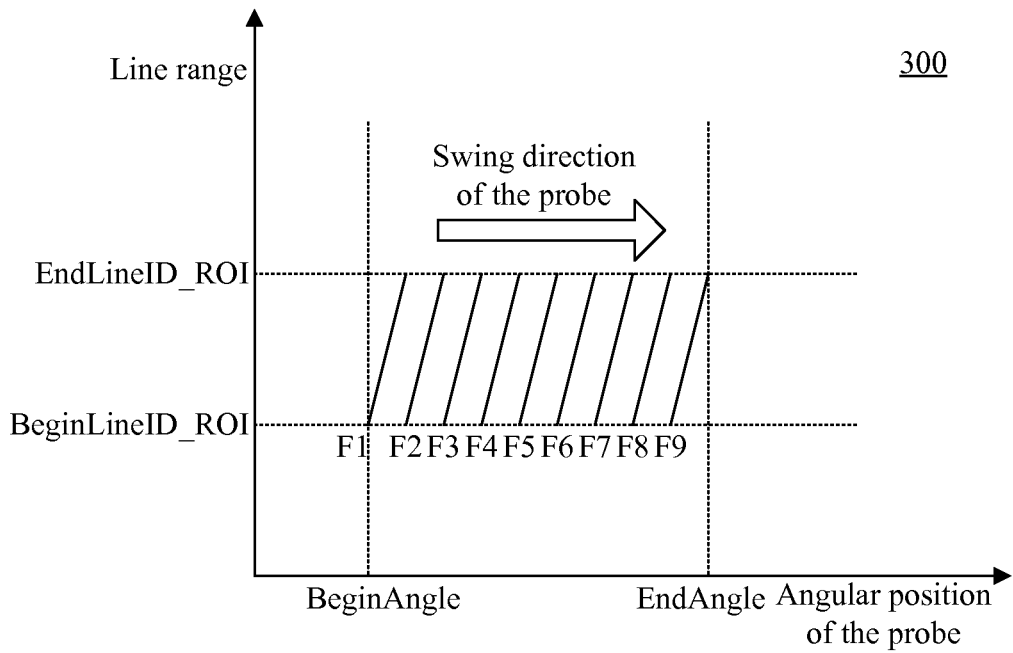 Line range
300
Swing direction
of the probe
EndLineID_ROI
BeginLineID_ROI
F1 F2 F3 F4 F5 F6 F7 F8 F9
BeginAngle
EndAngle
Angular position
of the probe